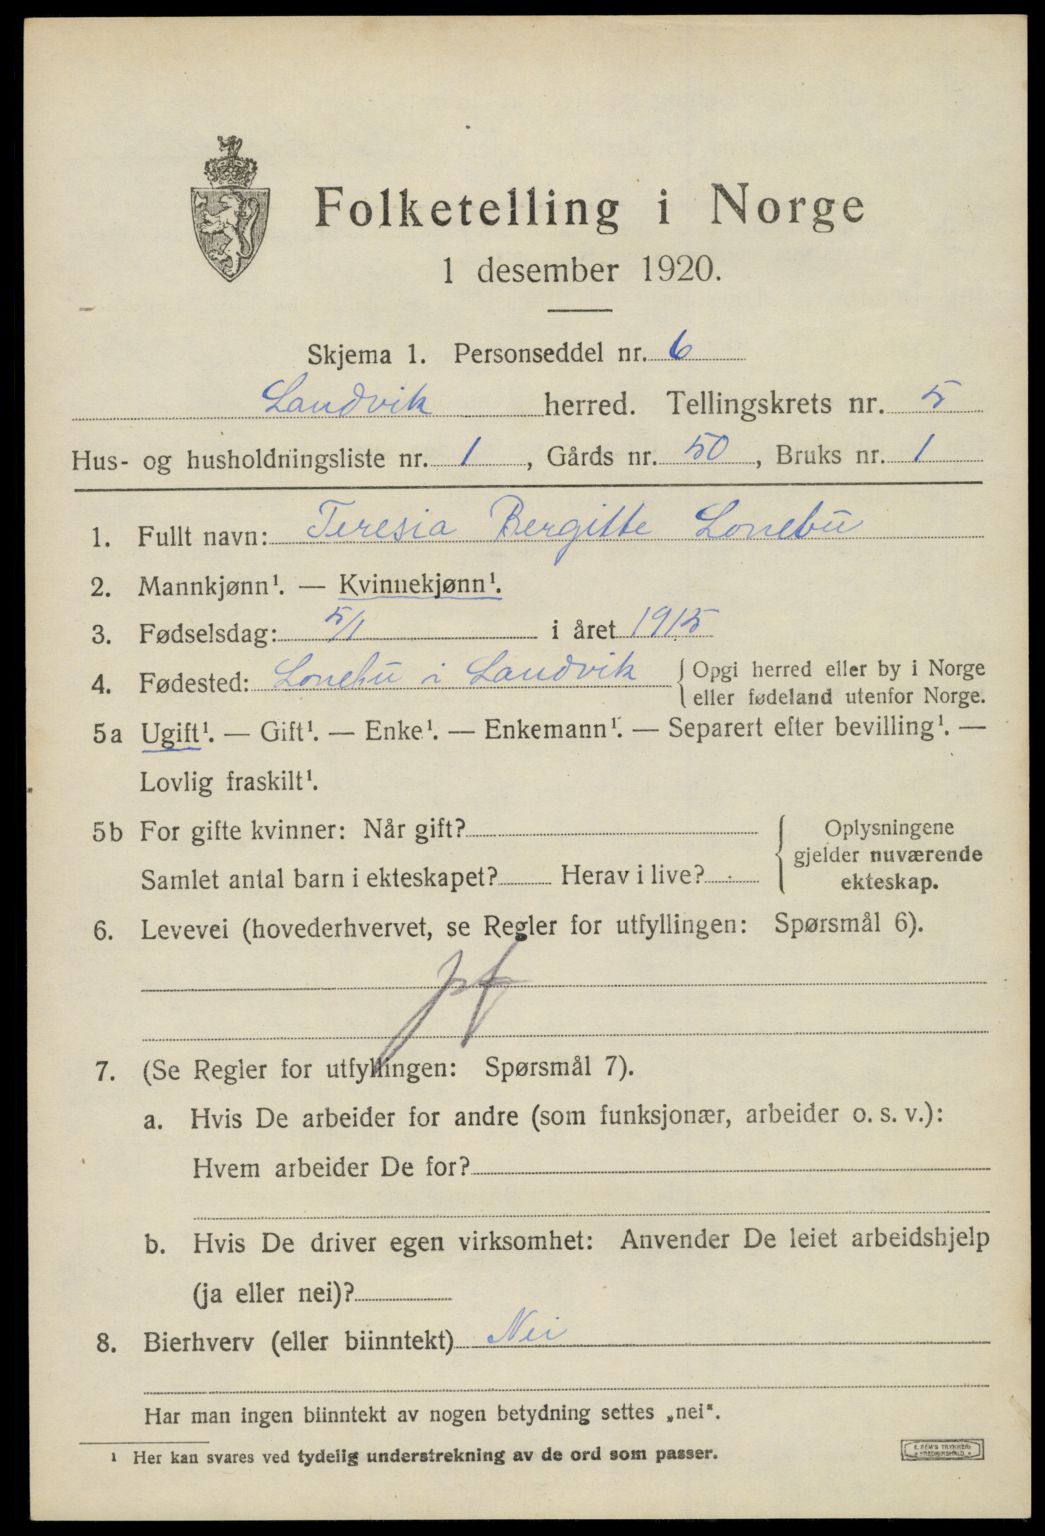 Folketelling i Norge
1 desember 1920.
Skjema 1. Personseddel nr. 6
Landvik herred. Tellingskrets nr. 5
Hus- og husholdningsliste nr. 1, Gårds nr. 50, Bruks nr. 1
1. Fullt navn: Teresia Bergitte Lonebu
2. Mannkjønn¹. — Kvinnekjønn¹.
3. Fødselsdag: 5/1 i året 1915
4. Fødested: Lonebu i Landvik { Opgi herred eller by i Norge
eller fødeland utenfor Norge.
5a Ugift¹. — Gift¹. — Enke¹. — Enkemann¹. — Separert efter bevilling¹. —
Lovlig fraskilt¹.
5b For gifte kvinner: Når gift?
Samlet antal barn i ekteskapet? Herav i live?
Oplysningene
gjelder nuværende
ekteskap.
6. Levevei (hovederhvervet, se Regler for utfyllingen: Spørsmål 6).
7. (Se Regler for utfyllingen: Spørsmål 7).
a. Hvis De arbeider for andre (som funksjonær, arbeider o. s. v.):
Hvem arbeider De for?
b. Hvis De driver egen virksomhet: Anvender De leiet arbeidshjelp
(ja eller nei)?
8. Bierhverv (eller biinntekt) Nei
Har man ingen biinntekt av nogen betydning settes „nei".
¹ Her kan svares ved tydelig understrekning av de ord som passer.
E. SEM'S TRYKKERI
FREDRIKSHALD